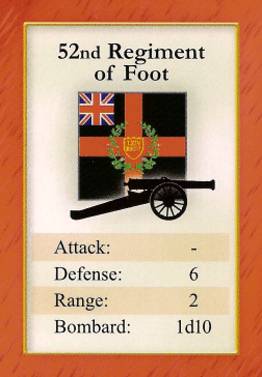 52nd Regiment
of Foot
Attack: -
Defense: 6
Range: 2
Bombard: 1d10